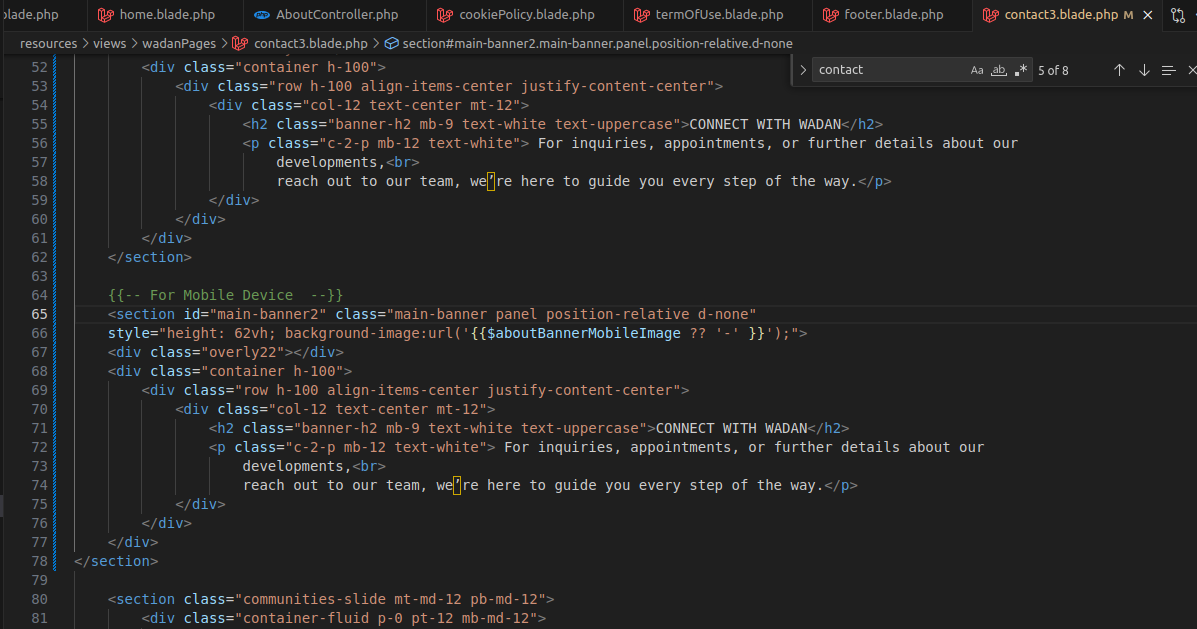 blade.php home.blade.php AboutController.php cookiePolicy.blade.php termOfUse.blade.php footer.blade.php contact3.blade.php M
resources > views > wadanPages > contact3.blade.php > section#main-banner2.main-banner.panel.position-relative.d-none
contact Aa ab .* 5 of 8
52 <div class="container h-100">
53 <div class="row h-100 align-items-center justify-content-center">
54 <div class="col-12 text-center mt-12">
55 <h2 class="banner-h2 mb-9 text-white text-uppercase">CONNECT WITH WADAN</h2>
56 <p class="c-2-p mb-12 text-white"> For inquiries, appointments, or further details about our
57 developments,<br>
58 reach out to our team, we’re here to guide you every step of the way.</p>
59 </div>
60 </div>
61 </div>
62 </section>
63
64 {{-- For Mobile Device  --}}
65 <section id="main-banner2" class="main-banner panel position-relative d-none"
66 style="height: 62vh; background-image:url('{{$aboutBannerMobileImage ?? '-' }}');">
67 <div class="overly22"></div>
68 <div class="container h-100">
69 <div class="row h-100 align-items-center justify-content-center">
70 <div class="col-12 text-center mt-12">
71 <h2 class="banner-h2 mb-9 text-white text-uppercase">CONNECT WITH WADAN</h2>
72 <p class="c-2-p mb-12 text-white"> For inquiries, appointments, or further details about our
73 developments,<br>
74 reach out to our team, we’re here to guide you every step of the way.</p>
75 </div>
76 </div>
77 </div>
78 </section>
79
80 <section class="communities-slide mt-md-12 pb-md-12">
81 <div class="container-fluid p-0 pt-12 mb-md-12">